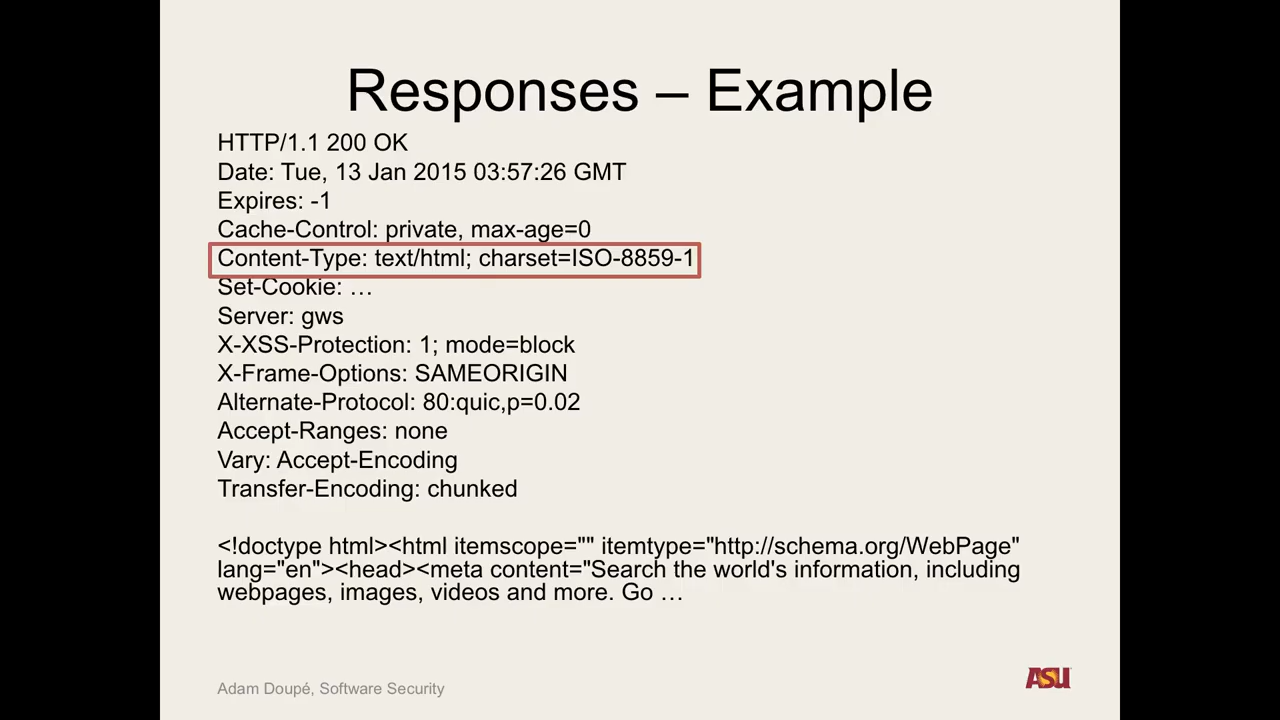 Responses – Example
HTTP/1.1 200 OK
Date: Tue, 13 Jan 2015 03:57:26 GMT
Expires: -1
Cache-Control: private, max-age=0
Content-Type: text/html; charset=ISO-8859-1
Set-Cookie: …
Server: gws
X-XSS-Protection: 1; mode=block
X-Frame-Options: SAMEORIGIN
Alternate-Protocol: 80:quic,p=0.02
Accept-Ranges: none
Vary: Accept-Encoding
Transfer-Encoding: chunked
<!doctype html><html itemscope="" itemtype="http://schema.org/WebPage"
lang="en"><head><meta content="Search the world's information, including
webpages, images, videos and more. Go …
Adam Doupé, Software Security
ASU